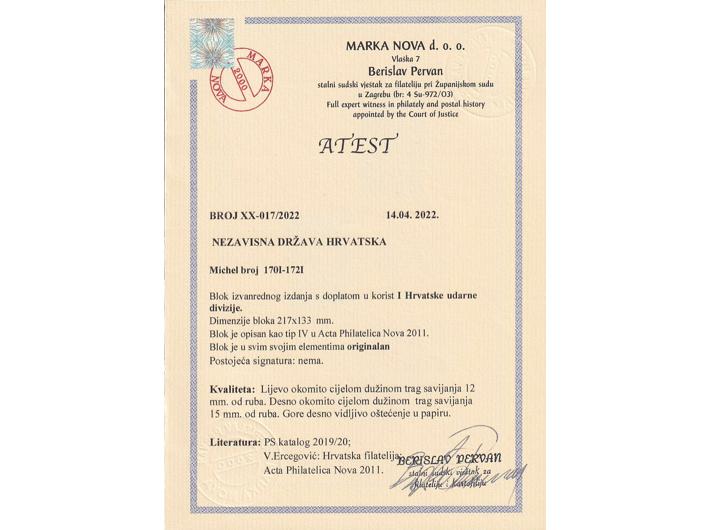 MARKA NOVA d. o. o.
Vlaška 7
Berislav Pervan
stalni sudski vještak za filateliju pri Županijskom sudu
u Zagrebu (br: 4 Su-972/03)
Full expert witness in philately and postal history
appointed by the Court of Justice
MARKA
2000
NOVA
ATEST
BROJ XX-017/2022 14.04. 2022.
NEZAVISNA DRŽAVA HRVATSKA
Michel broj 170I-172I
Blok izvanrednog izdanja s doplatom u korist I Hrvatske udarne
divizije.
Dimenzije bloka 217x133 mm.
Blok je opisan kao tip IV u Acta Philatelica Nova 2011.
Blok je u svim svojim elementima originalan
Postojeća signatura: nema.
Kvaliteta: Lijevo okomito cijelom dužinom trag savijanja 12
mm. od ruba. Desno okomito cijelom dužinom trag savijanja
15 mm. od ruba. Gore desno vidljivo oštećenje u papiru.
Literatura: PS katalog 2019/20;
V.Ercegović: Hrvatska filatelija;
Acta Philatelica Nova 2011.
BERISLAV PERVAN
stalni sudski vještak za
filatelije i kartofilije